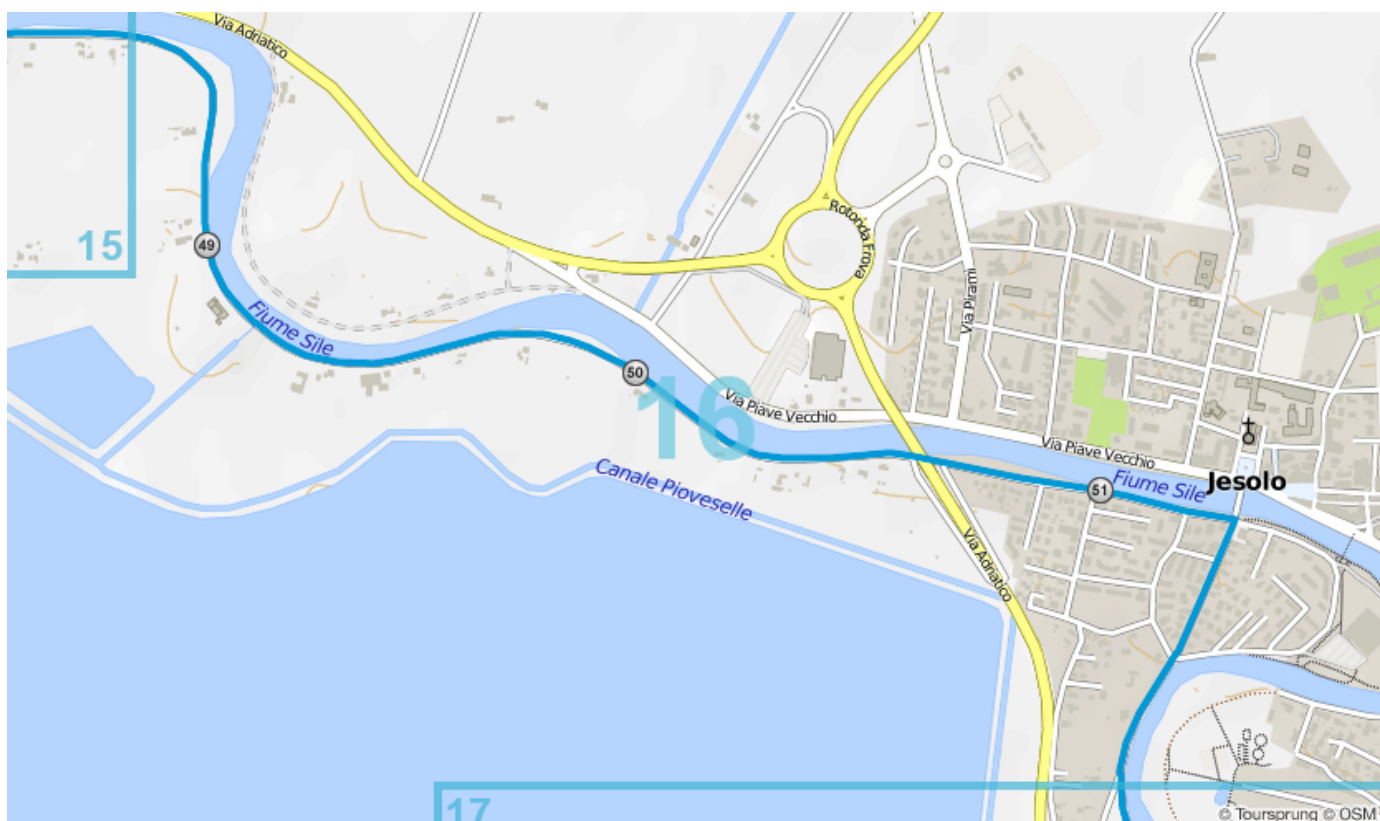 Via Adriatico
15
49
Fiume Sile
Rotonda Frova
Via Pirami
50
16
Via Piave Vecchio
Via Piave Vecchio
Canale Pioveselle
51
Fiume Sile
Jesolo
Via Adriatico
17
© Toursprung © OSM